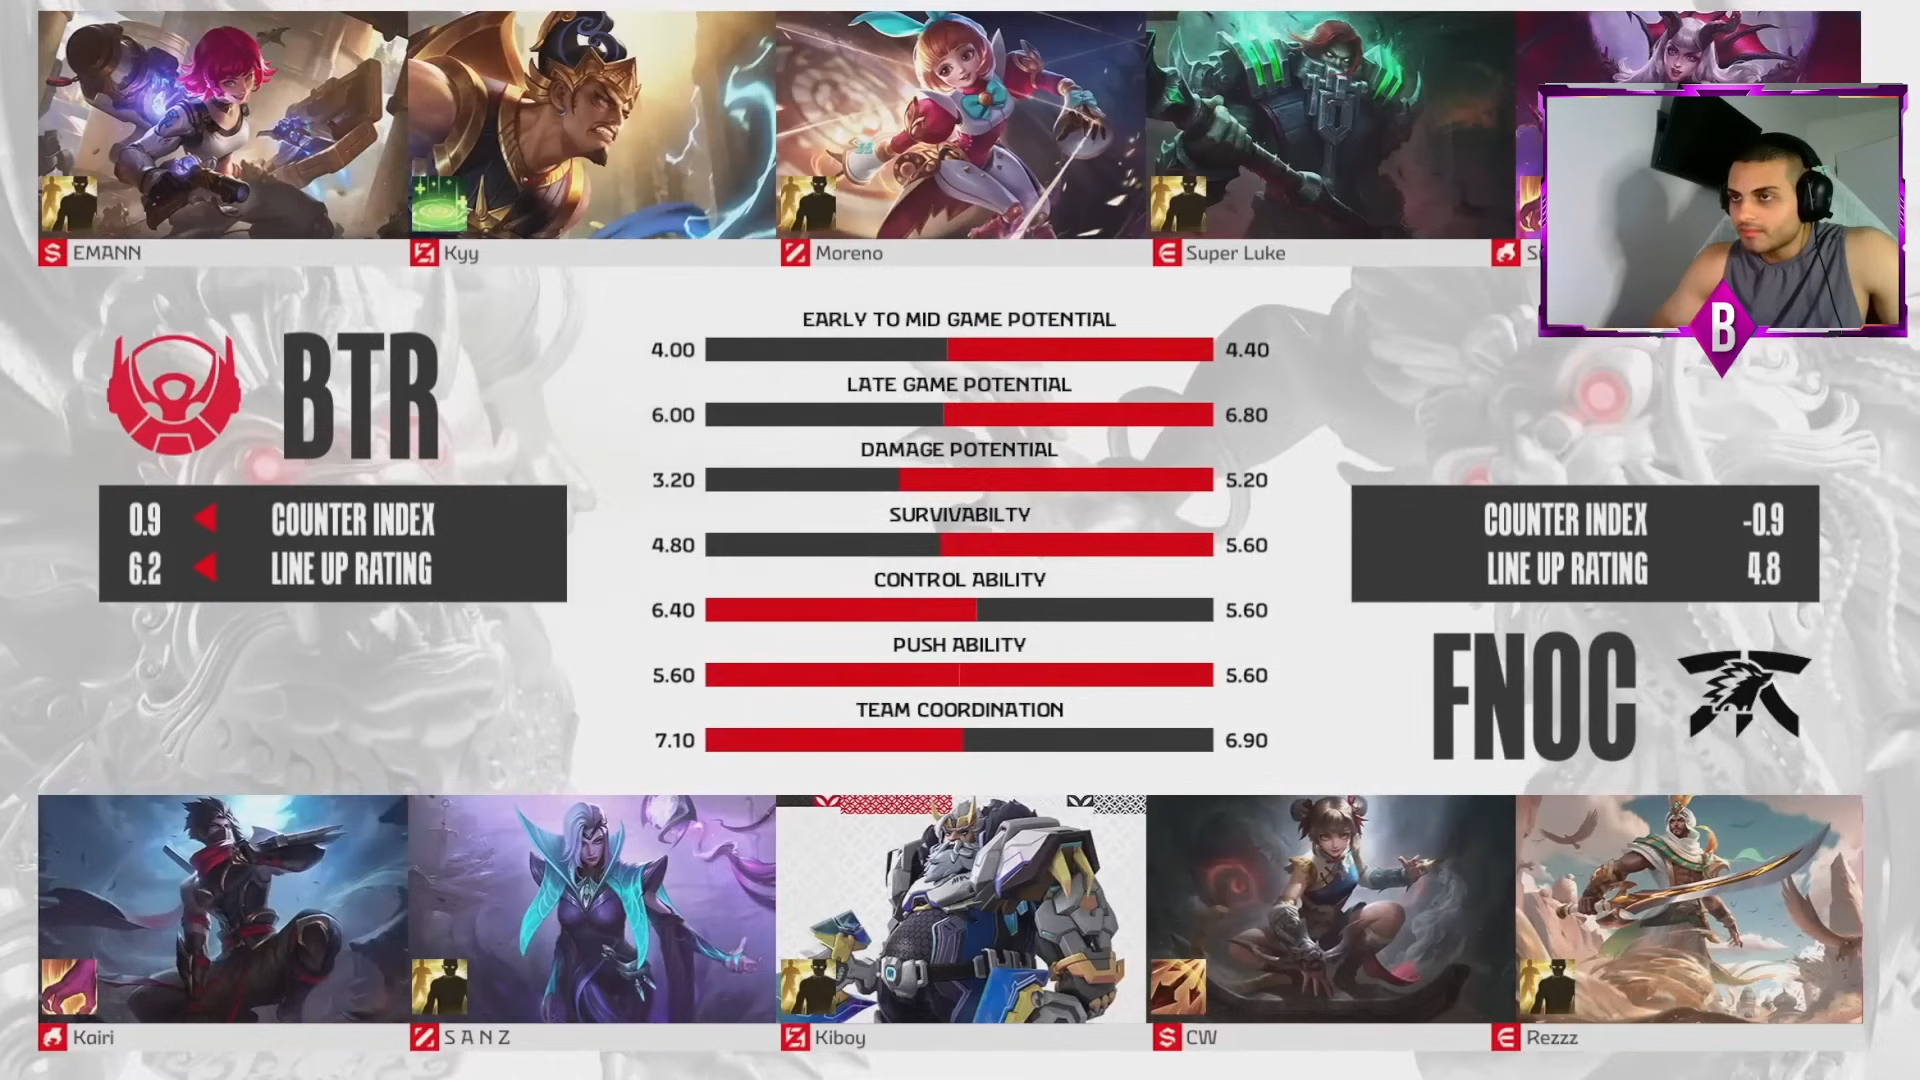 EMANN
Kyy
Moreno
Super Luke
S
B
BTR
0.9 COUNTER INDEX
6.2 LINE UP RATING
EARLY TO MID GAME POTENTIAL
4.00 4.40
LATE GAME POTENTIAL
6.00 6.80
DAMAGE POTENTIAL
3.20 5.20
SURVIVABILTY
4.80 5.60
CONTROL ABILITY
6.40 5.60
PUSH ABILITY
5.60 5.60
TEAM COORDINATION
7.10 6.90
COUNTER INDEX -0.9
LINE UP RATING 4.8
FNOC
Kairi
S A N Z
Kiboy
CW
Rezzz